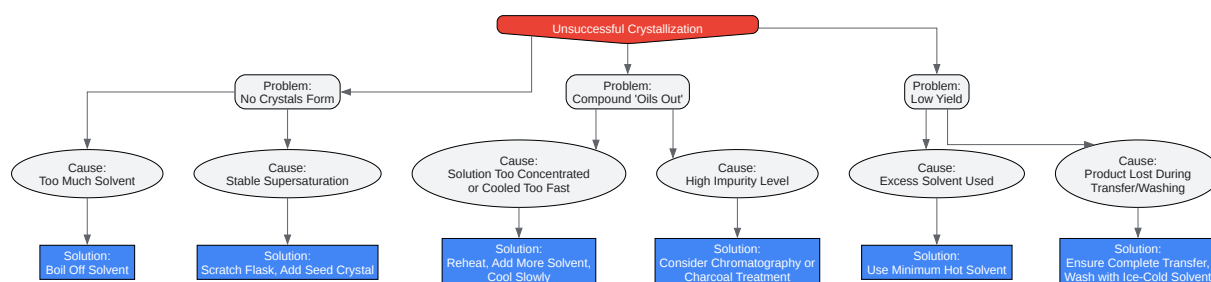 Unsuccessful Crystallization
Problem:
No Crystals Form
Problem:
Compound 'Oils Out'
Problem:
Low Yield
Cause:
Too Much Solvent
Cause:
Stable Supersaturation
Cause:
Solution Too Concentrated
or Cooled Too Fast
Cause:
High Impurity Level
Cause:
Excess Solvent Used
Cause:
Product Lost During
Transfer/Washing
Solution:
Boil Off Solvent
Solution:
Scratch Flask, Add Seed Crystal
Solution:
Reheat, Add More Solvent,
Cool Slowly
Solution:
Consider Chromatography or
Charcoal Treatment
Solution:
Use Minimum Hot Solvent
Solution:
Ensure Complete Transfer,
Wash with Ice-Cold Solvent